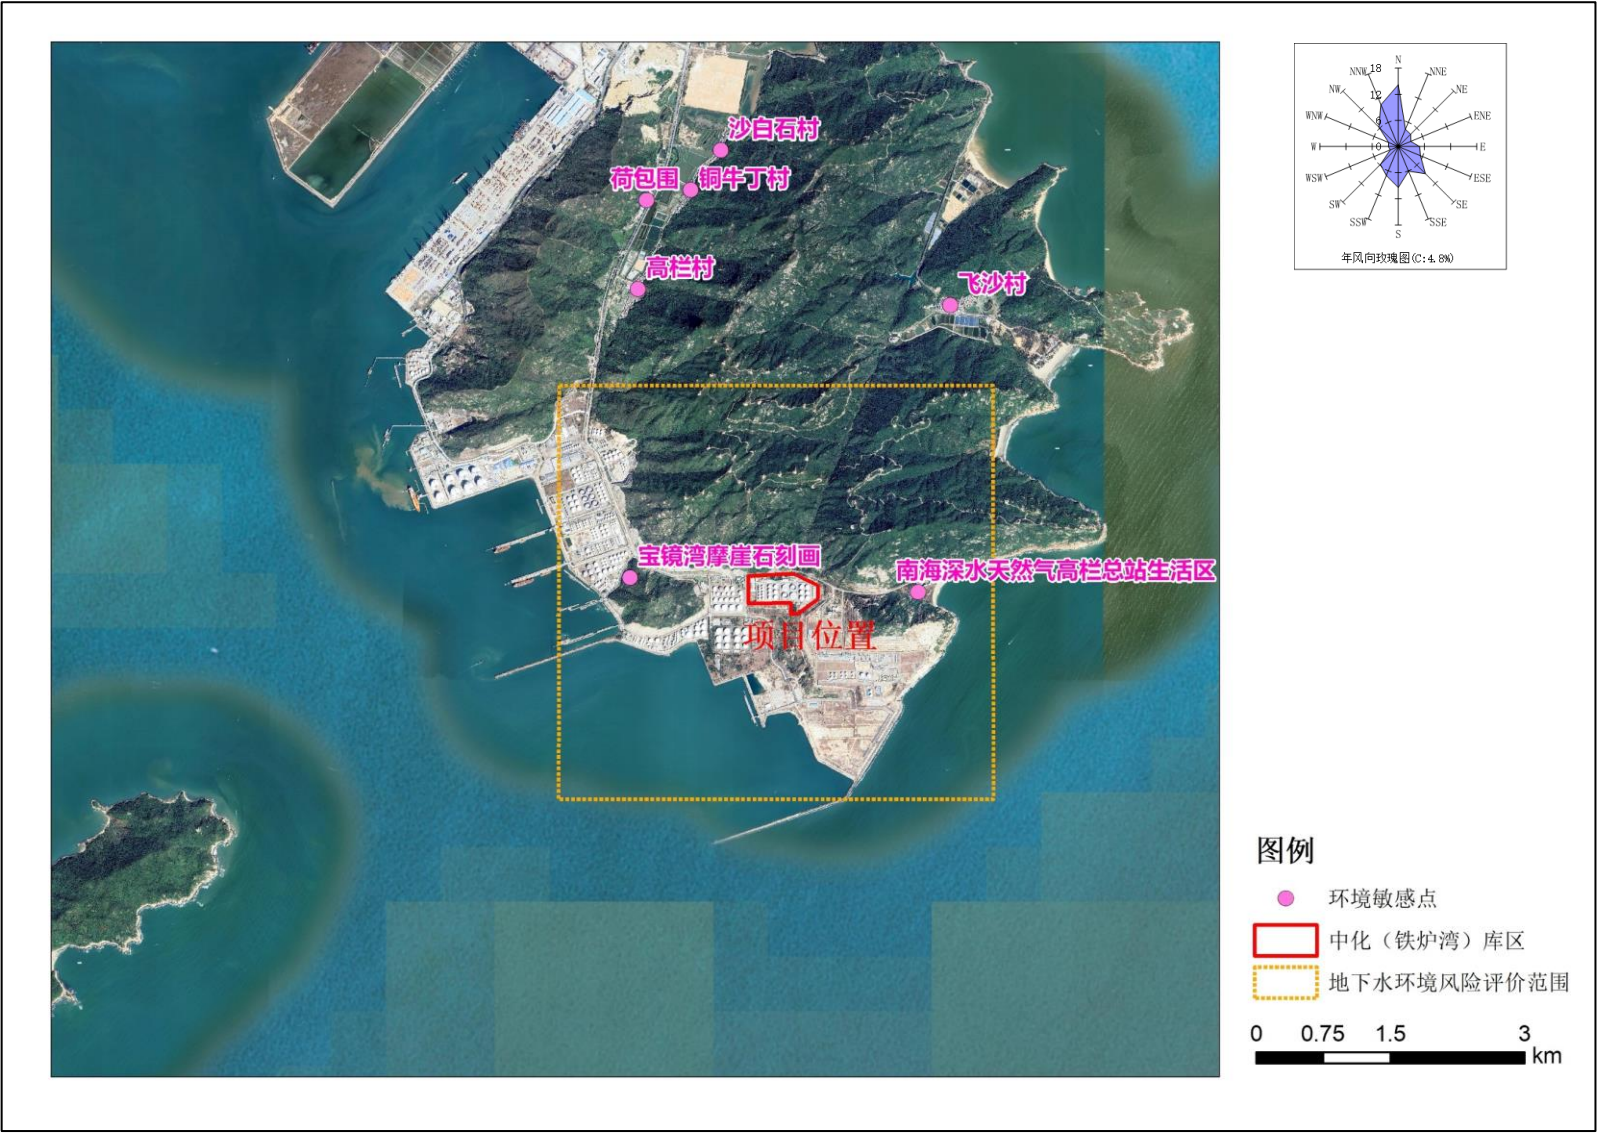 沙白石村
荷包围
铜牛丁村
高栏村
飞沙村
宝镜湾摩崖石刻画
南海深水天然气高栏总站生活区
项目位置
N
NNE
NE
ENE
E
ESE
SE
SSE
S
SSW
SW
WSW
W
WNW
NW
NNW
18
12
6
0
年风向玫瑰图(C:4.8%)
图例
环境敏感点
中化（铁炉湾）库区
地下水环境风险评价范围
0 0.75 1.5 3
km